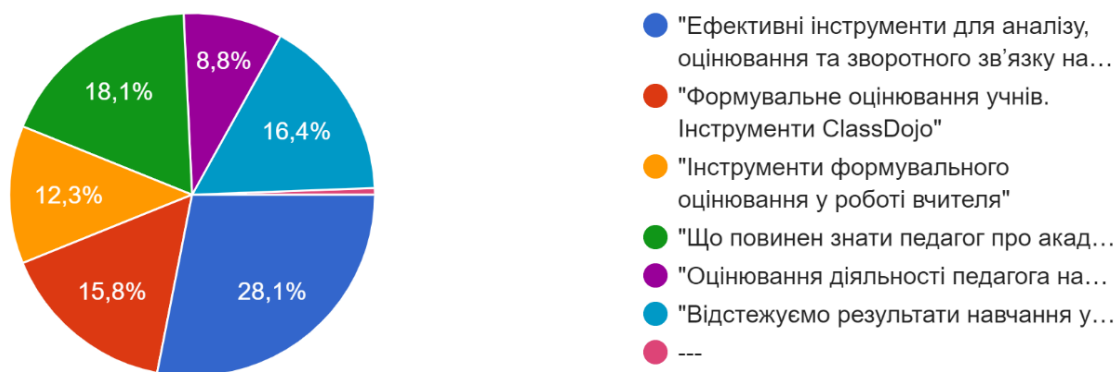 8,8%
18,1%
16,4%
12,3%
15,8%
28,1%
"Ефективні інструменти для аналізу,
оцінювання та зворотного зв’язку на…
"Формувальне оцінювання учнів.
Інструменти ClassDojo"
"Інструменти формувального
оцінювання у роботі вчителя"
"Що повинен знати педагог про акад…
"Оцінювання діяльності педагога на…
"Відстежуємо результати навчання у…
---